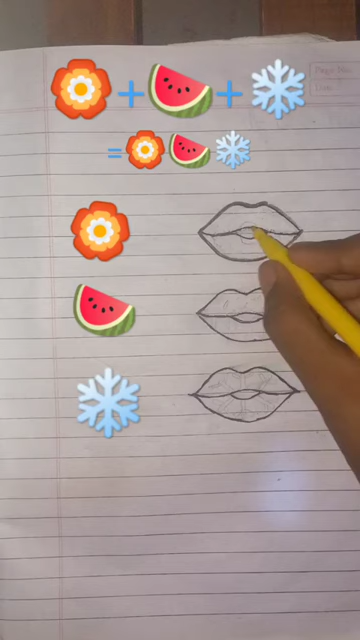 🏵️+🍉+❄️
=🏵️🍉❄️
Page No.
Date